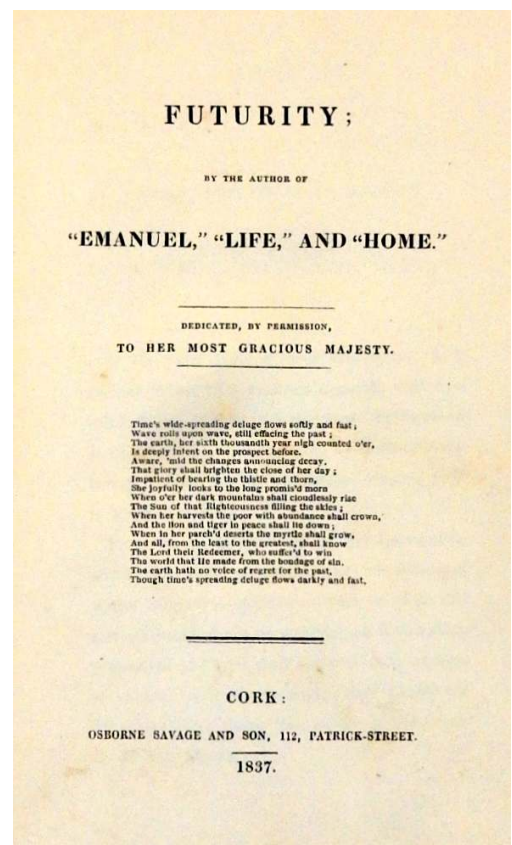 FUTURITY;
BY THE AUTHOR OF
“EMANUEL,” “LIFE,” AND “HOME.”
DEDICATED, BY PERMISSION,
TO HER MOST GRACIOUS MAJESTY.
Time's wide-spreading deluge flows softly and fast;
Wave rolls upon wave, still effacing the past;
The earth, her sixth thousandth year nigh counted o'er,
Is deeply intent on the prospect before.
Aware, 'mid the changes announcing decay,
That glory shall brighten the close of her day;
Impatient of bearing the thistle and thorn,
She joyfully looks to the long promis'd morn
When o'er her dark mountains shall cloudlessly rise
The Sun of that Righteousness filling the skies;
When her harvests the poor with abundance shall crown,
And the lion and tiger in peace shall lie down;
When in her parch'd deserts the myrtle shall grow,
And all, from the least to the greatest, shall know
The Lord their Redeemer, who suffer'd to win
The world that He made from the bondage of sin.
The earth hath no voice of regret for the past,
Though time's spreading deluge flows darkly and fast,
CORK:
OSBORNE SAVAGE AND SON, 112, PATRICK-STREET.
1837.